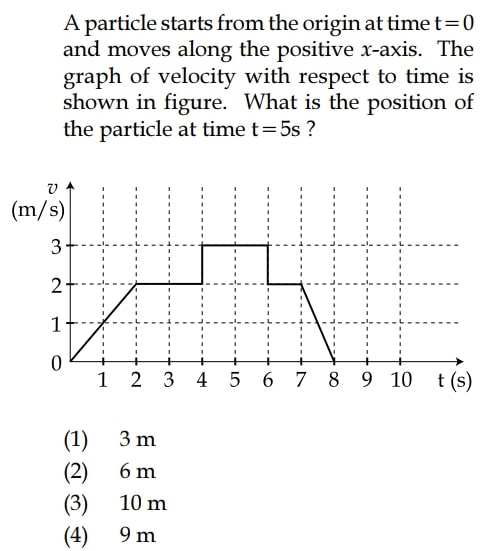 A particle starts from the origin at time t=0
and moves along the positive x-axis. The
graph of velocity with respect to time is
shown in figure. What is the position of
the particle at time t=5s ?
v
(m/s)
3
2
1
0
1 2 3 4 5 6 7 8 9 10 t (s)
(1) 3 m
(2) 6 m
(3) 10 m
(4) 9 m